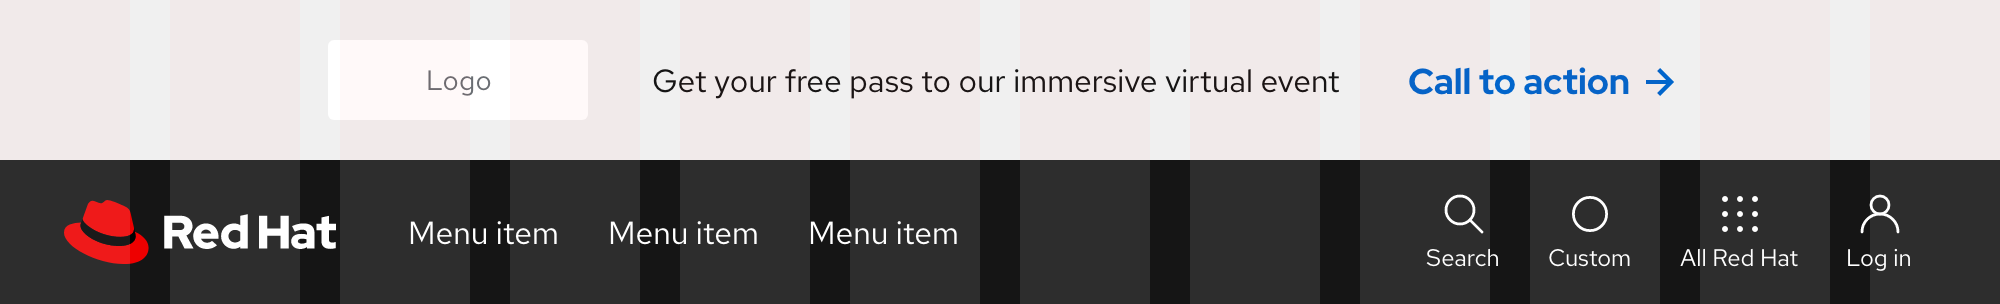 Logo
Get your free pass to our immersive virtual event
Call to action →
Red Hat
Menu item
Menu item
Menu item
Search
Custom
All Red Hat
Log in